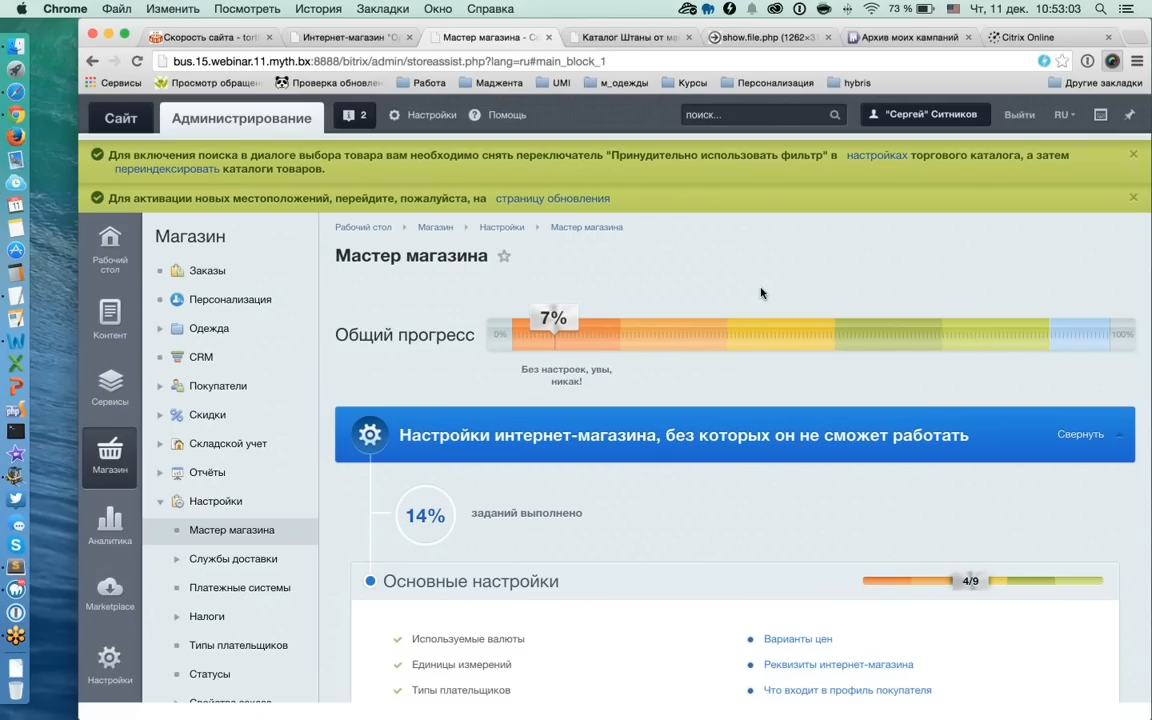 Chrome Файл Изменить Просмотреть История Закладки Окно Справка 73 % Чт, 11 дек. 10:53:03
Скорость сайта - tort
Интернет-магазин "О
Мастер магазина - С
Каталог Штаны от ма
show.file.php (1262×3
Архив моих кампаний
Citrix Online
bus.15.webinar.11.myth.bx:8888/bitrix/admin/storeassist.php?lang=ru#main_block_1
Сервисы Просмотр обращен Проверка обновлен Работа Маджента UMI м_одежды Курсы Персонализация hybris Другие закладки
Сайт Администрирование 2 Настройки Помощь поиск... "Сергей" Ситников Выйти RU
Для включения поиска в диалоге выбора товара вам необходимо снять переключатель "Принудительно использовать фильтр" в настройках торгового каталога, а затем
переиндексировать каталоги товаров.
Для активации новых местоположений, перейдите, пожалуйста, на страницу обновления
Рабочий
стол
Контент
Сервисы
Магазин
Аналитика
Marketplace
Настройки
Магазин
Заказы
Персонализация
Одежда
CRM
Покупатели
Скидки
Складской учет
Отчёты
Настройки
Мастер магазина
Службы доставки
Платежные системы
Налоги
Типы плательщиков
Статусы
Рабочий стол Магазин Настройки Мастер магазина
Мастер магазина
Общий прогресс 0% 7% 100%
Без настроек, увы,
никак!
Настройки интернет-магазина, без которых он не сможет работать Свернуть
14% заданий выполнено
Основные настройки 4/9
Используемые валюты Варианты цен
Единицы измерений Реквизиты интернет-магазина
Типы плательщиков Что входит в профиль покупателя